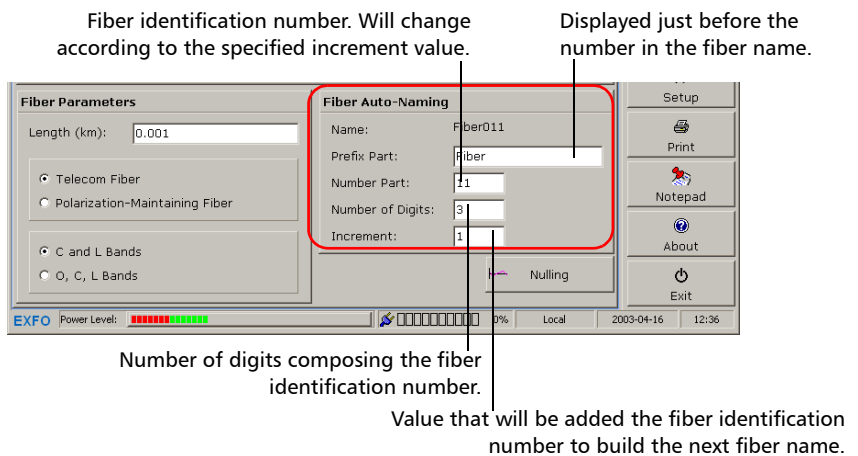 Fiber identification number. Will change
according to the specified increment value.
Displayed just before the
number in the fiber name.
Fiber Parameters
Length (km): 0.001
Telecom Fiber
Polarization-Maintaining Fiber
C and L Bands
O, C, L Bands
Fiber Auto-Naming
Name: Fiber011
Prefix Part: Fiber
Number Part: 11
Number of Digits: 3
Increment: 1
Nulling
Setup
Print
Notepad
About
Exit
EXFO Power Level: 0% Local 2003-04-16 12:36
Number of digits composing the fiber
identification number.
Value that will be added the fiber identification
number to build the next fiber name.